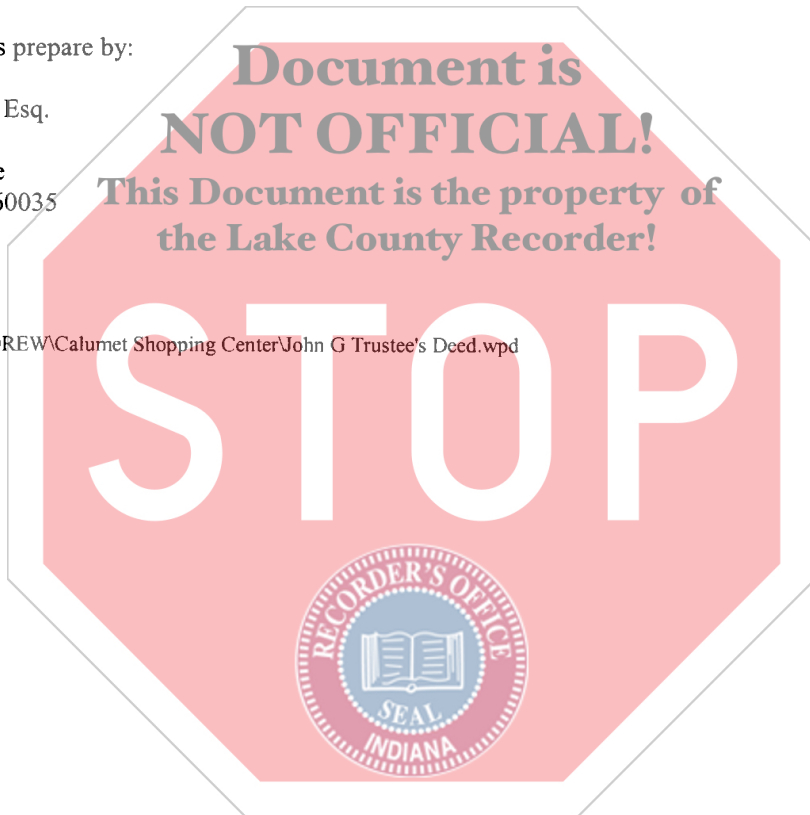 s prepare by:
Document is
Esq.
NOT OFFICIAL!
e
This Document is the property of
60035
the Lake County Recorder!
REW\Calumet Shopping Center\John G Trustee's Deed.wpd
STOP
RECORDER'S OFFICE
SEAL
INDIANA